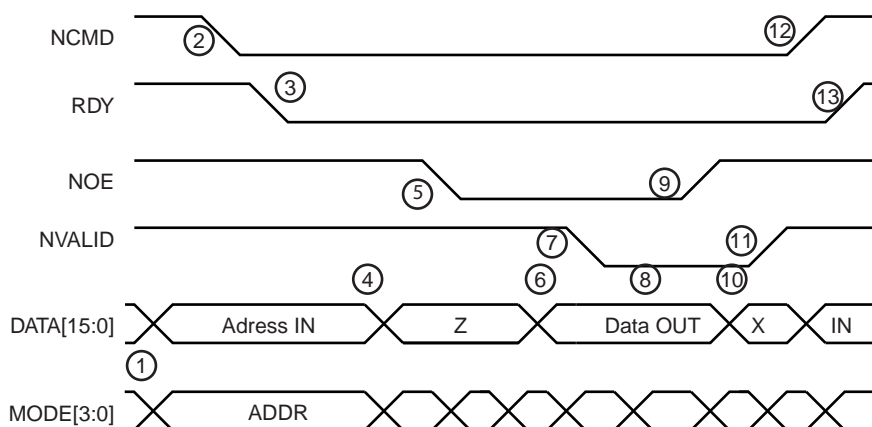 NCMD
2
12
RDY
3
13
NOE
5
9
NVALID
7
11
4
6
8
10
DATA[15:0]
Adress IN
Z
Data OUT
X
IN
1
MODE[3:0]
ADDR